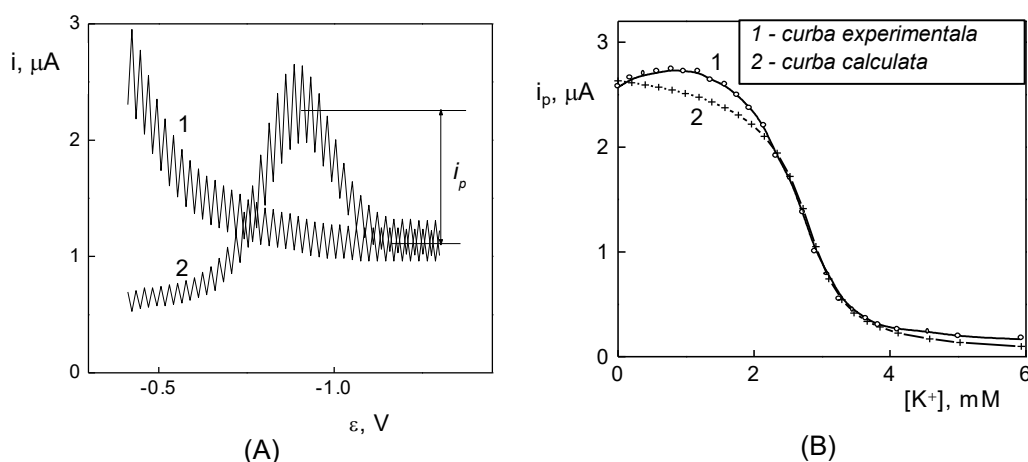 3
i, μA
1
2
i_p
1
2
0
-0.5
-1.0
ε, V
(A)
1 - curba experimentala
2 - curba calculata
3
i_p, μA
1
2
2
1
0
0
2
4
6
[K⁺], mM
(B)